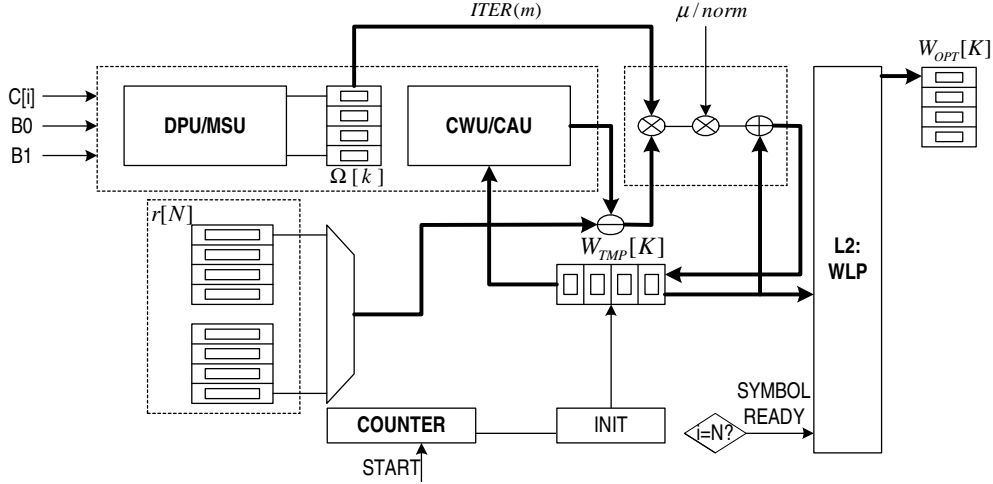 ITER(m)
μ/norm
W_OPT[K]
C[i]
B0
B1
DPU/MSU
CWU/CAU
Ω[k]
r[N]
W_TMP[K]
L2:
WLP
SYMBOL
READY
COUNTER
INIT
i=N?
START